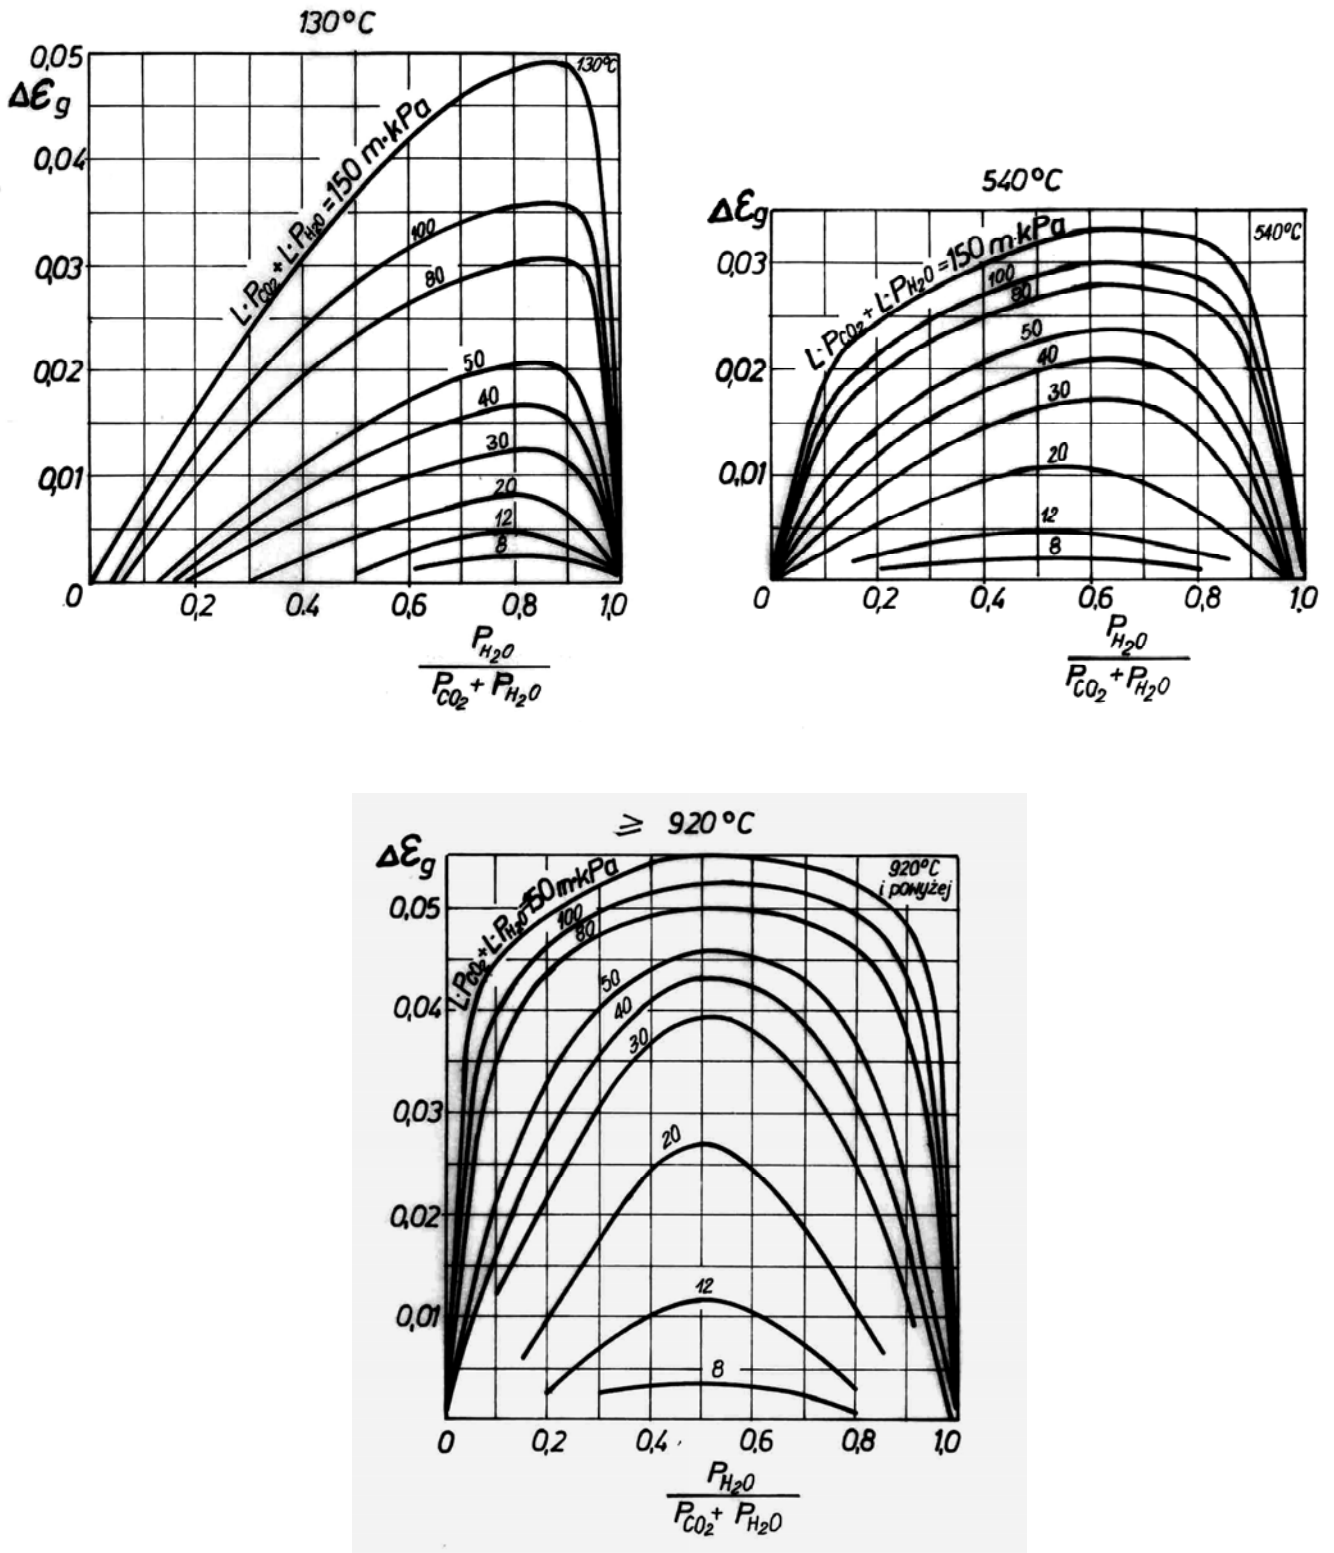 130°C
0,05
ΔƐg
130°C
L·PCO2 + L·PH2O = 150 m·kPa
0,04
100
0,03
80
0,02
50
40
30
0,01
20
12
8
0
0,2
0,4
0,6
0,8
1,0
PH2O
PCO2 + PH2O
540°C
ΔƐg
540°C
L·PCO2 + L·PH2O = 150 m·kPa
0,03
100
80
50
0,02
40
30
0,01
20
12
8
0
0,2
0,4
0,6
0,8
1,0
PH2O
PCO2 + PH2O
≥ 920°C
ΔƐg
920°C
i powyżej
L·PCO2 + L·PH2O = 150 m·kPa
0,05
100
80
50
0,04
40
30
0,03
20
0,02
12
0,01
8
0
0,2
0,4
0,6
0,8
1,0
PH2O
PCO2 + PH2O